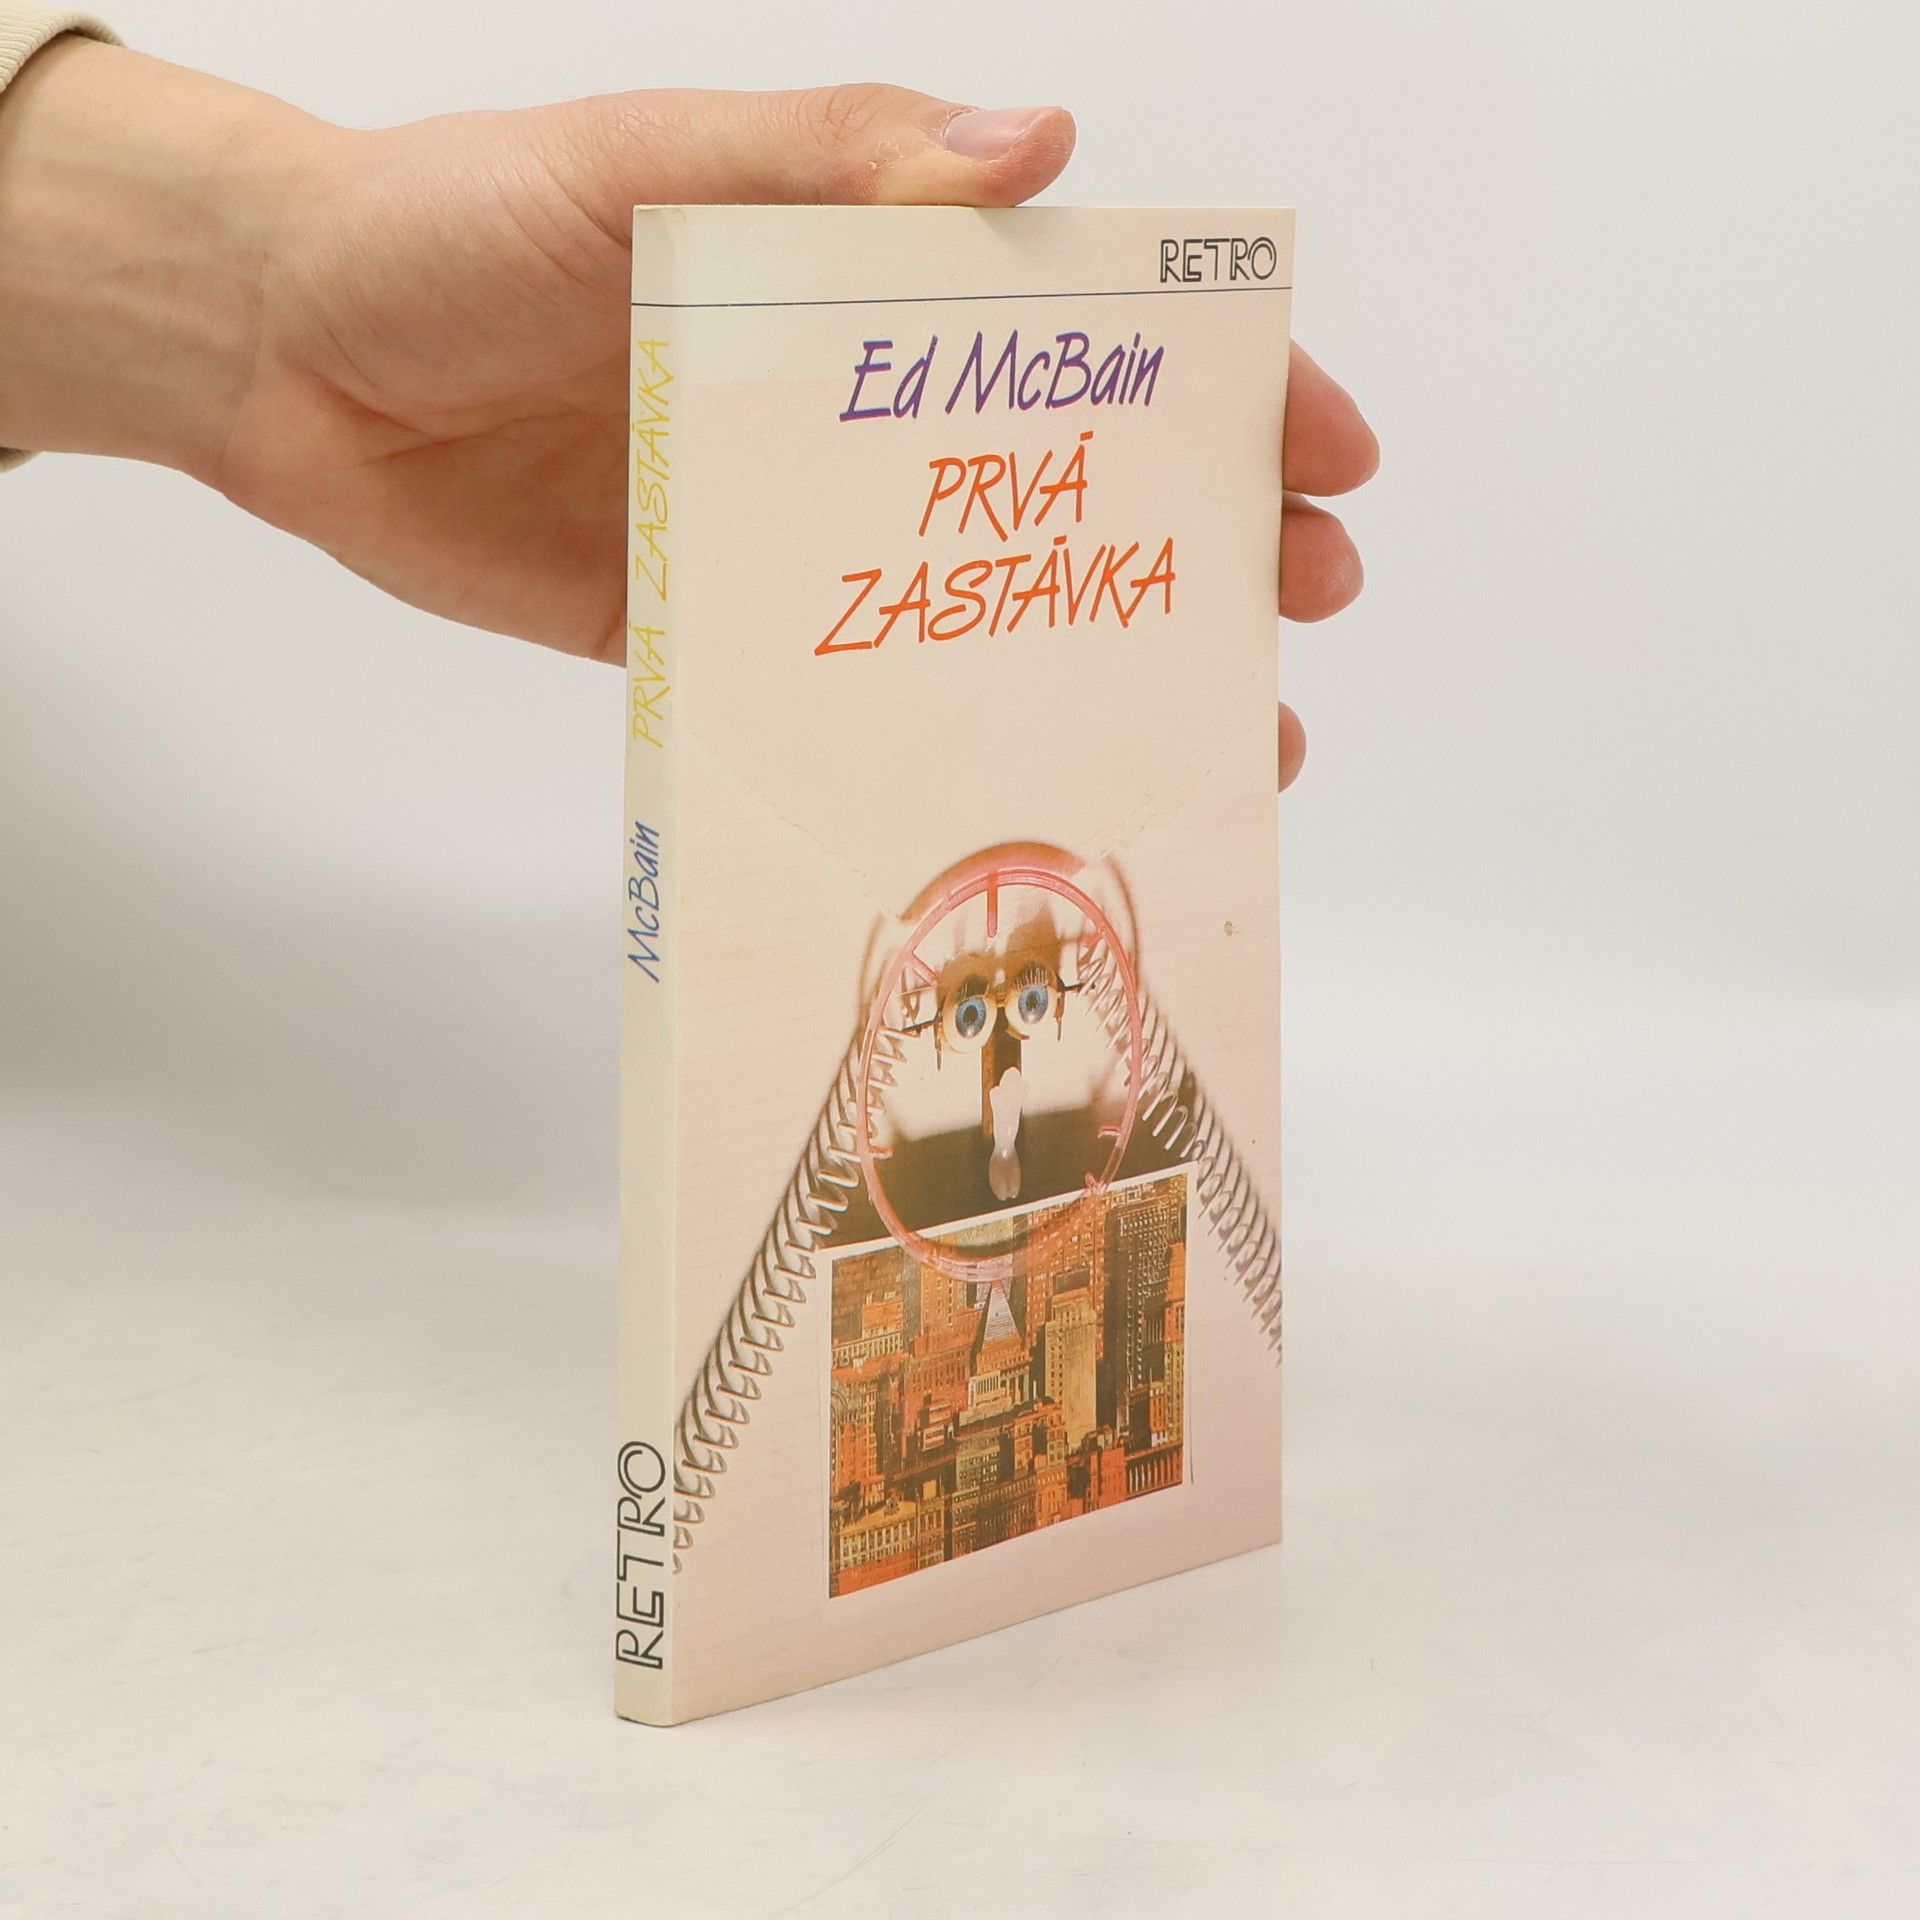 RETRO
Ed McBain
PRVÁ
ZASTÁVKA
McBain PRVÁ ZASTÁVKA
RETRO